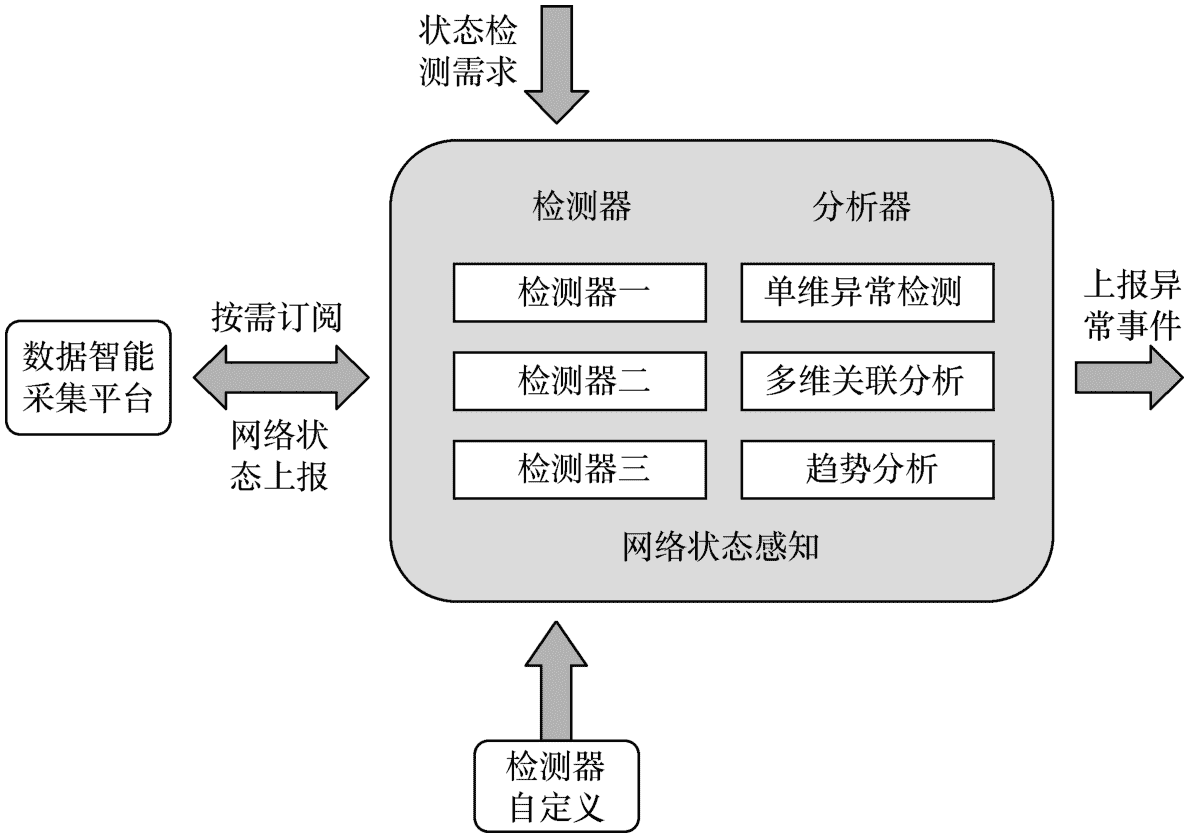 状态检
测需求
检测器
分析器
检测器一
单维异常检测
检测器二
多维关联分析
检测器三
趋势分析
网络状态感知
数据智能
采集平台
按需订阅
网络状
态上报
上报异
常事件
检测器
自定义